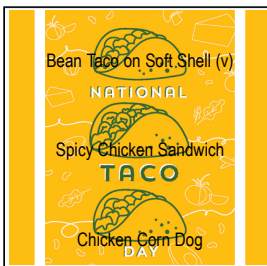 Bean Taco on Soft Shell (v)
NATIONAL
Spicy Chicken Sandwich
TACO
Chicken Corn Dog
DAY